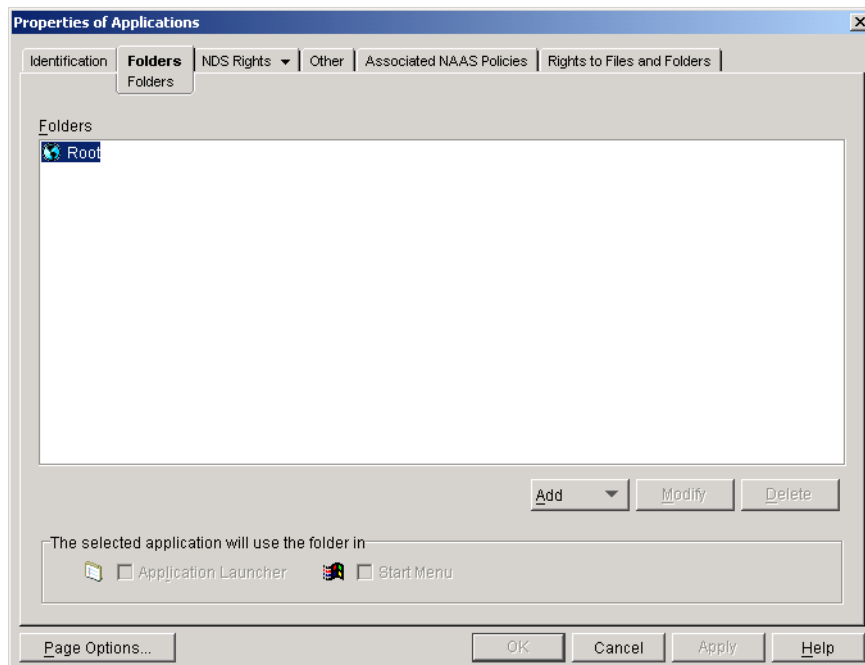 Properties of Applications
Identification Folders NDS Rights Other Associated NAAS Policies Rights to Files and Folders
Folders
Folders
Root
Add Modify Delete
The selected application will use the folder in
Application Launcher Start Menu
Page Options... OK Cancel Apply Help